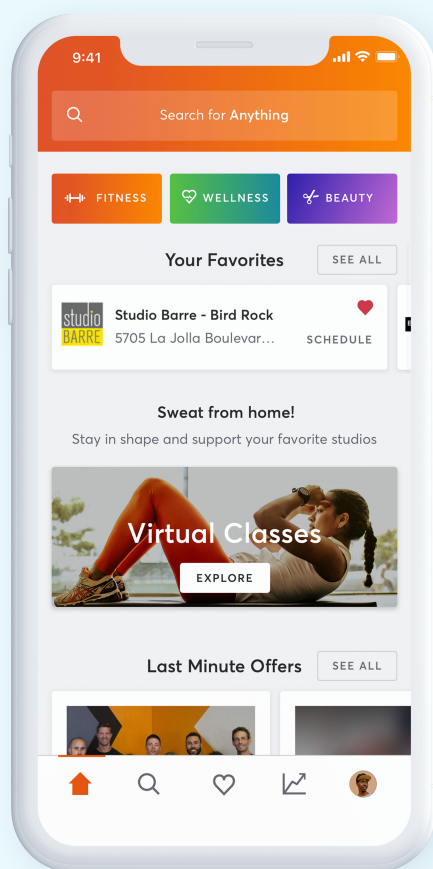 9:41
Search for Anything
FITNESS
WELLNESS
BEAUTY
Your Favorites
SEE ALL
studio
BARRE
Studio Barre - Bird Rock
5705 La Jolla Boulevar...
SCHEDULE
Sweat from home!
Stay in shape and support your favorite studios
Virtual Classes
EXPLORE
Last Minute Offers
SEE ALL